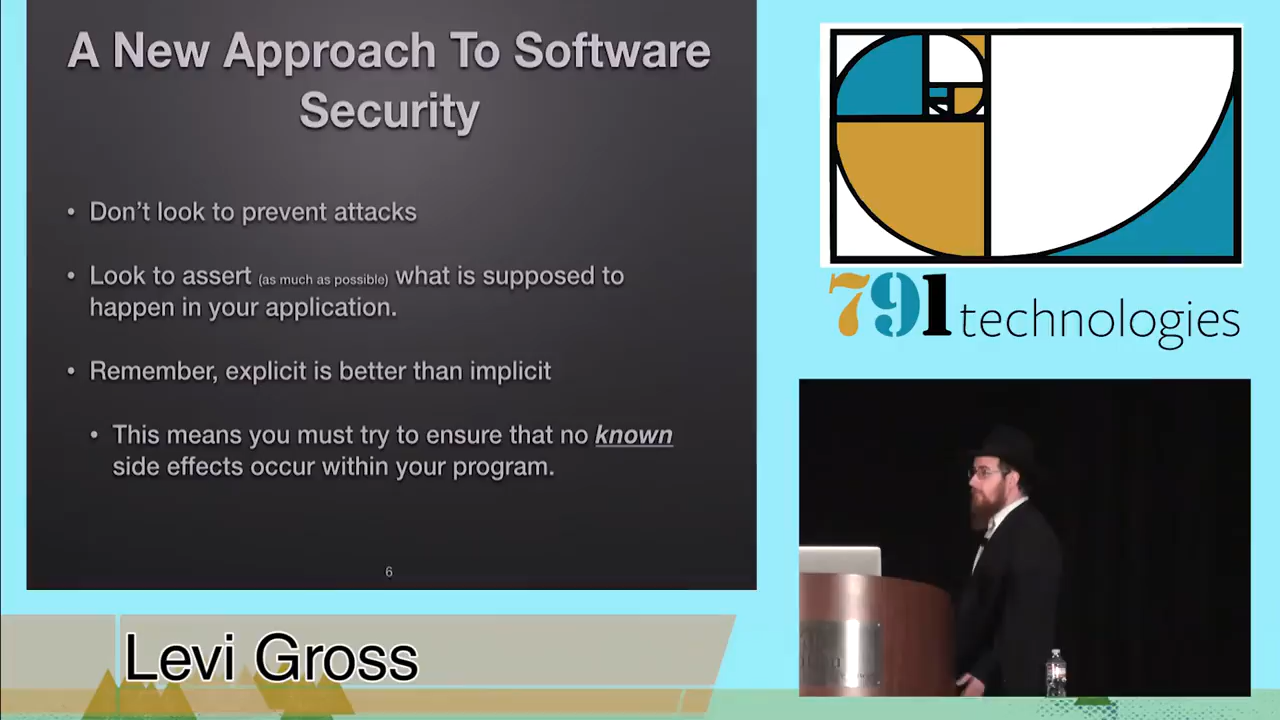 A New Approach To Software
Security
• Don't look to prevent attacks
• Look to assert (as much as possible) what is supposed to
happen in your application.
• Remember, explicit is better than implicit
• This means you must try to ensure that no known
side effects occur within your program.
6
791 technologies
Levi Gross